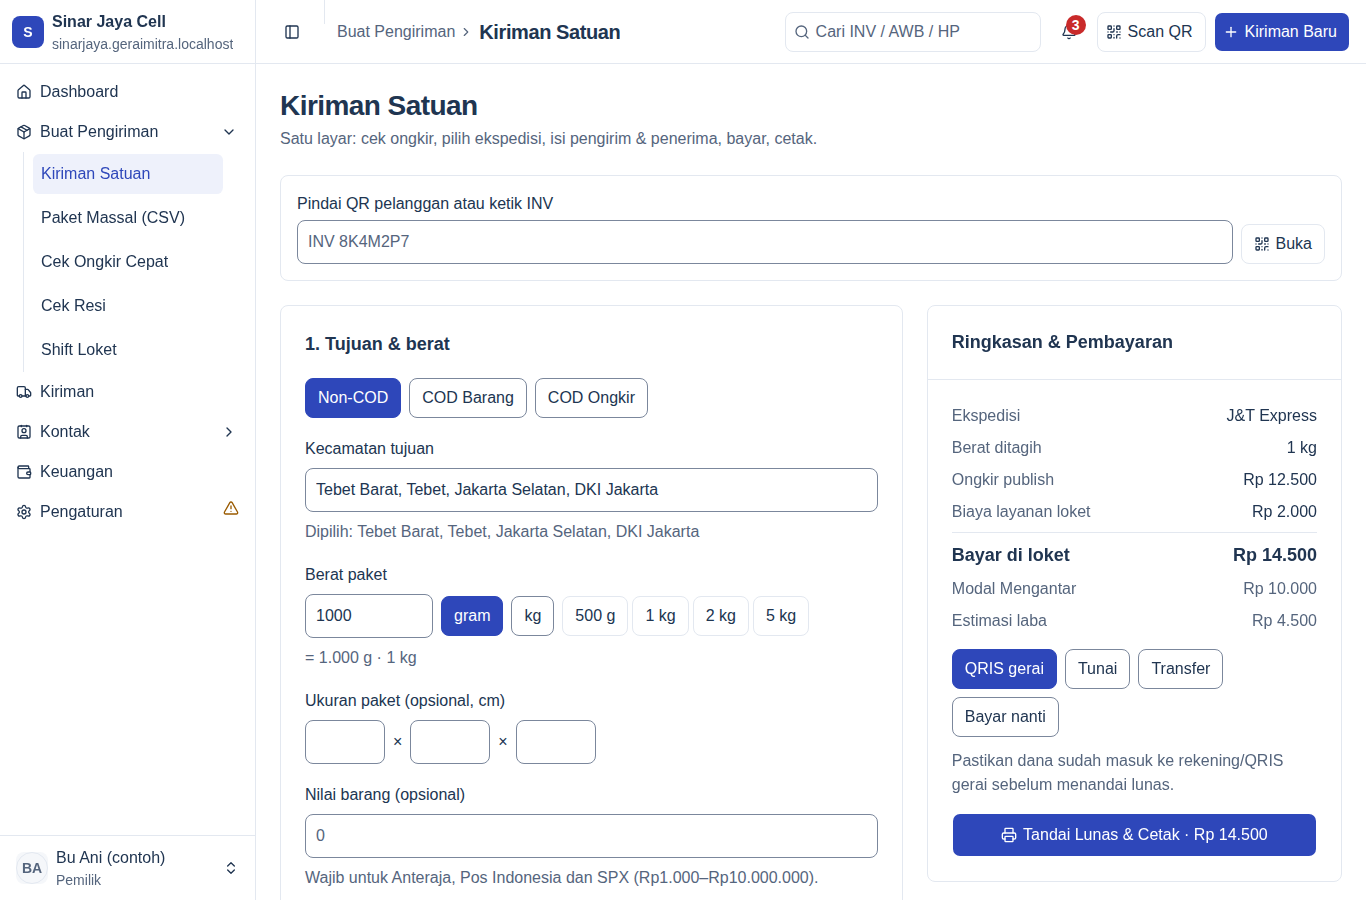 S
Sinar Jaya Cell
sinarjaya.geraimitra.localhost
Dashboard
Buat Pengiriman
Kiriman Satuan
Paket Massal (CSV)
Cek Ongkir Cepat
Cek Resi
Shift Loket
Kiriman
Kontak
Keuangan
Pengaturan
BA
Bu Ani (contoh)
Pemilik
Buat Pengiriman
Kiriman Satuan
Cari INV / AWB / HP
3
Scan QR
Kiriman Baru
Kiriman Satuan
Satu layar: cek ongkir, pilih ekspedisi, isi pengirim & penerima, bayar, cetak.
Pindai QR pelanggan atau ketik INV
INV 8K4M2P7
Buka
1. Tujuan & berat
Non-COD COD Barang COD Ongkir
Kecamatan tujuan
Tebet Barat, Tebet, Jakarta Selatan, DKI Jakarta
Dipilih: Tebet Barat, Tebet, Jakarta Selatan, DKI Jakarta
Berat paket
1000 gram kg 500 g 1 kg 2 kg 5 kg
= 1.000 g · 1 kg
Ukuran paket (opsional, cm)
× ×
Nilai barang (opsional)
0
Wajib untuk Anteraja, Pos Indonesia dan SPX (Rp1.000–Rp10.000.000).
Ringkasan & Pembayaran
Ekspedisi J&T Express
Berat ditagih 1 kg
Ongkir publish Rp 12.500
Biaya layanan loket Rp 2.000
Bayar di loket Rp 14.500
Modal Mengantar Rp 10.000
Estimasi laba Rp 4.500
QRIS gerai Tunai Transfer
Bayar nanti
Pastikan dana sudah masuk ke rekening/QRIS
gerai sebelum menandai lunas.
Tandai Lunas & Cetak · Rp 14.500